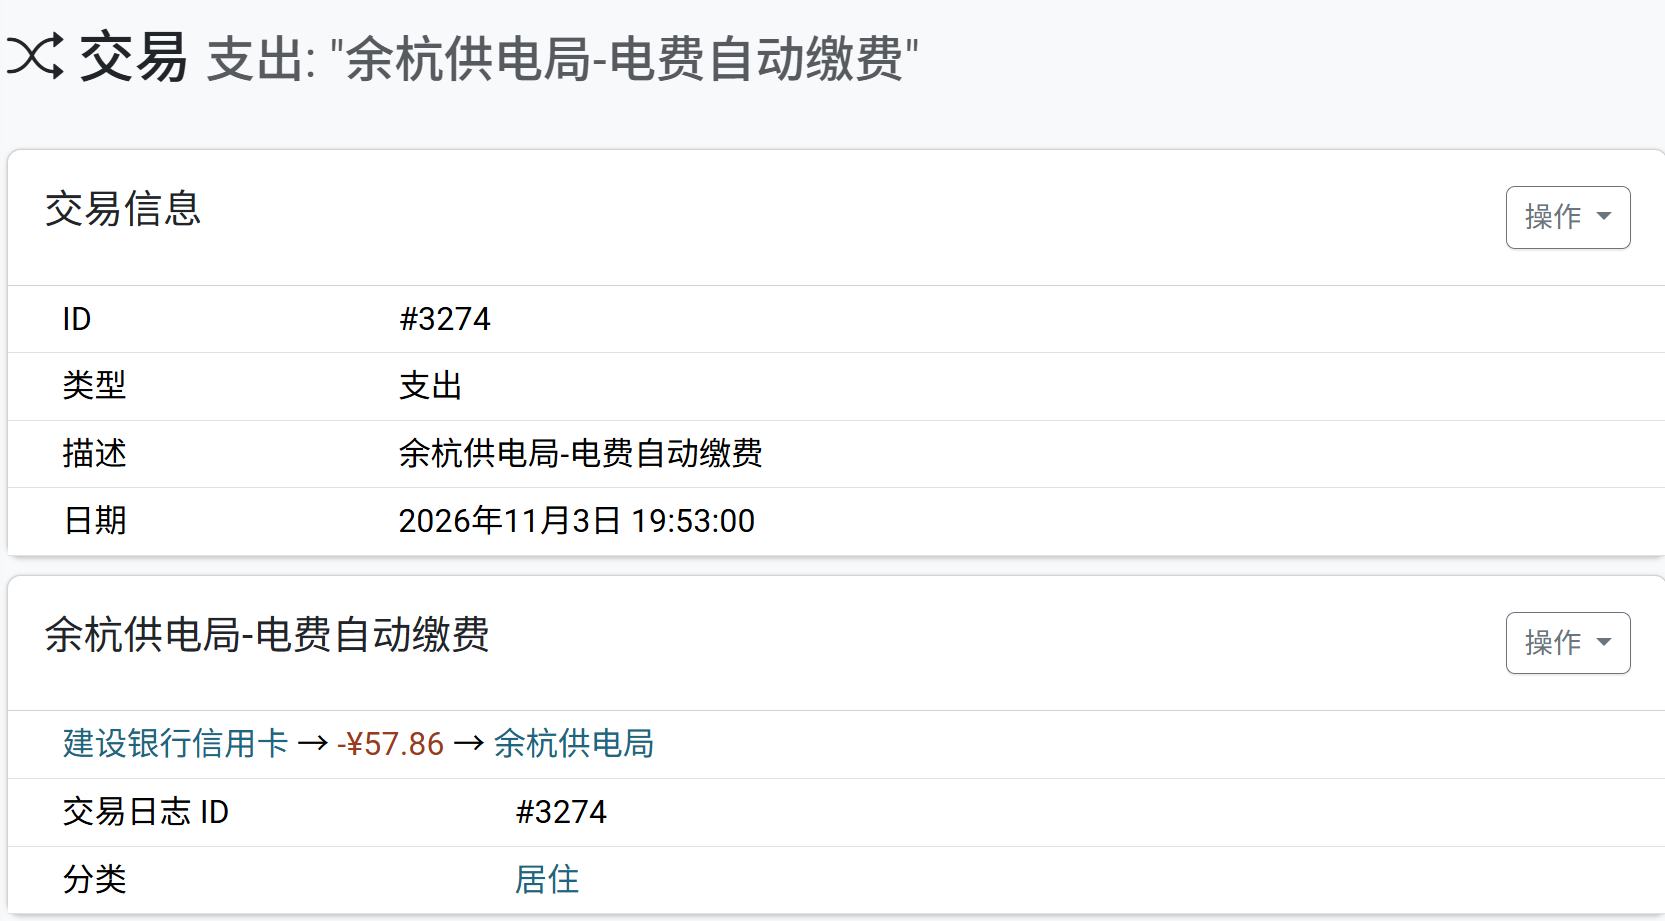 交易 支出: "余杭供电局-电费自动缴费"
交易信息
操作
ID #3274
类型 支出
描述 余杭供电局-电费自动缴费
日期 2026年11月3日 19:53:00
余杭供电局-电费自动缴费
操作
建设银行信用卡 → -¥57.86 → 余杭供电局
交易日志 ID #3274
分类 居住